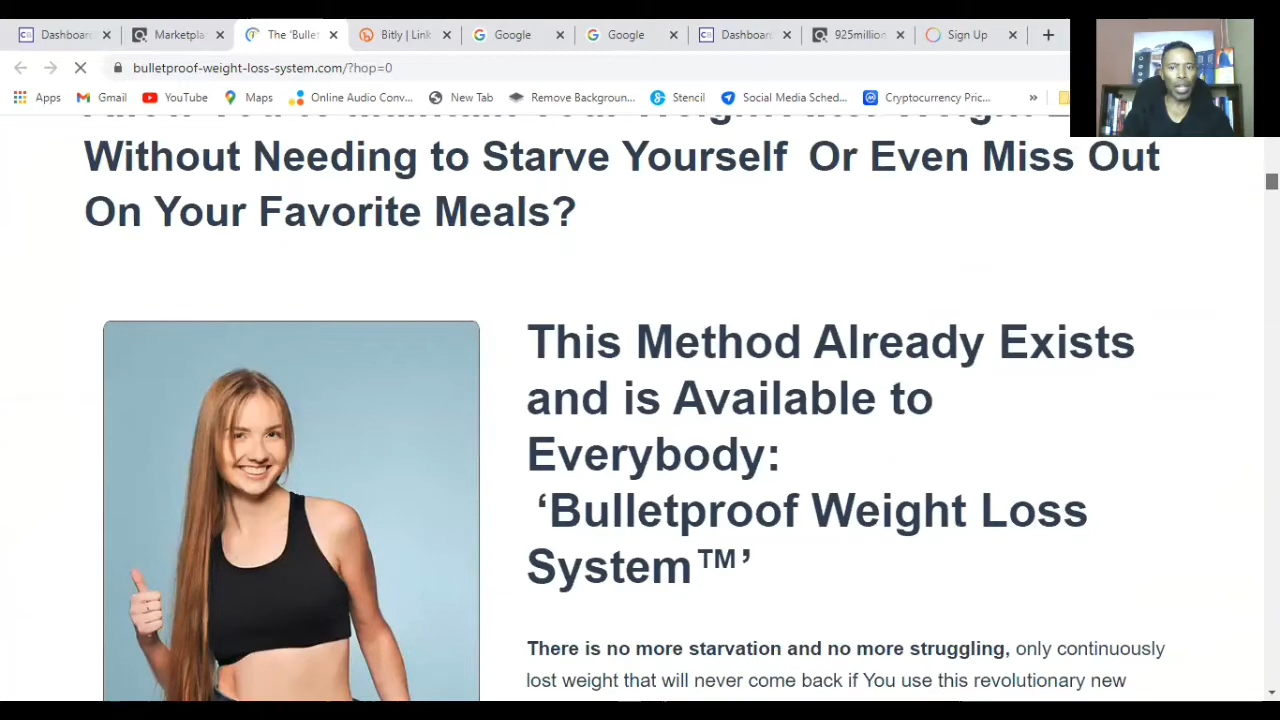 Dashboard
Marketpla
The 'Bullet
Bitly | Link
Google
Google
Dashboard
925million
Sign Up
bulletproof-weight-loss-system.com/?hop=0
Apps
Gmail
YouTube
Maps
Online Audio Conv...
New Tab
Remove Backgroun...
Stencil
Social Media Sched...
Cryptocurrency Pric...
Without Needing to Starve Yourself Or Even Miss Out
On Your Favorite Meals?
This Method Already Exists
and is Available to
Everybody:
‘Bulletproof Weight Loss
System™’
There is no more starvation and no more struggling, only continuously
lost weight that will never come back if You use this revolutionary new